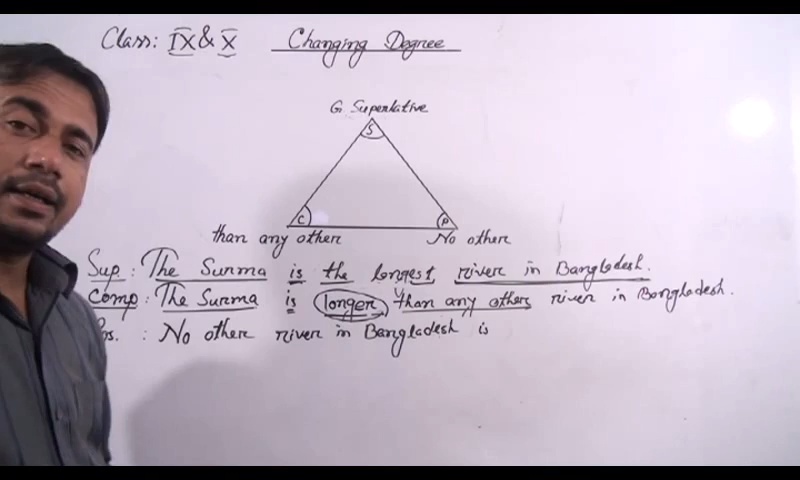 Class: IX & X Changing Degree
G. Superlative
S
C P
than any other No other
Sup: The Surma is the longest river in Bangladesh.
Comp: The Surma is longer than any other river in Bangladesh.
: No other river in Bangladesh is